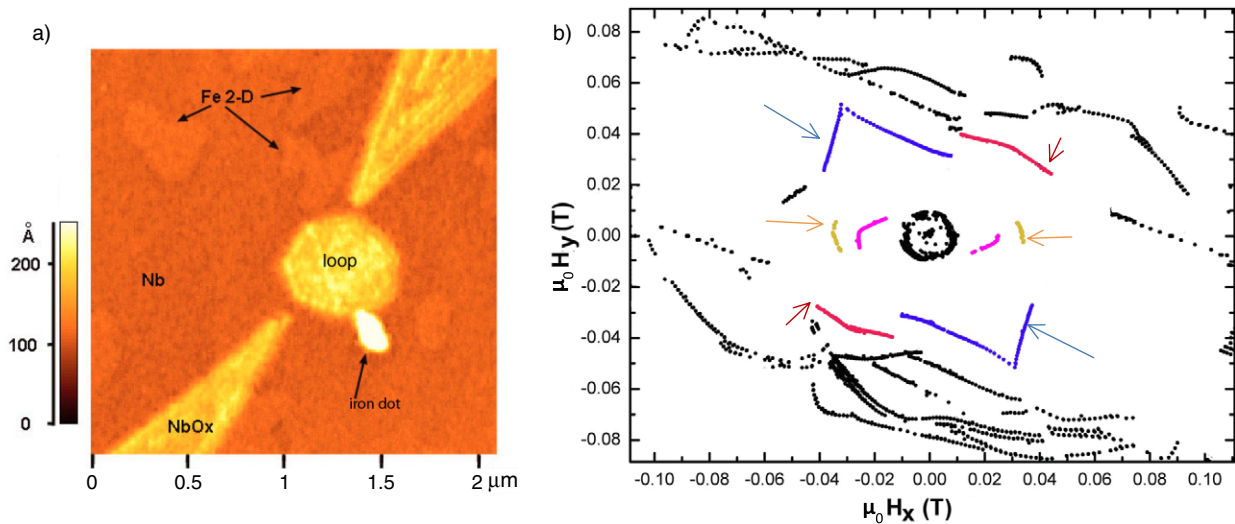 a)
Fe 2-D
loop
Nb
iron dot
NbOx
Å
200
100
0
0 1 1.5 2 μm
b)
μ₀Hy (T)
0.08
0.06
0.04
0.02
0.00
-0.02
-0.04
-0.06
-0.08
-0.10 -0.08 -0.06 -0.04 -0.02 0.00 0.02 0.04 0.06 0.08 0.10
μ₀Hx (T)